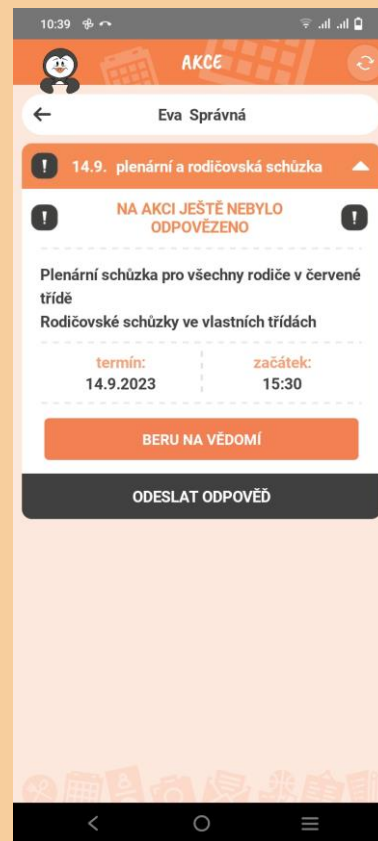 10:39
AKCE
Eva Správná
14.9. plenární a rodičovská schůzka
NA AKCI JEŠTĚ NEBYLO
ODPOVĚZENO
Plenární schůzka pro všechny rodiče v červené
třídě
Rodičovské schůzky ve vlastních třídách
termín: začátek:
14.9.2023 15:30
BERU NA VĚDOMÍ
ODESLAT ODPOVĚĎ